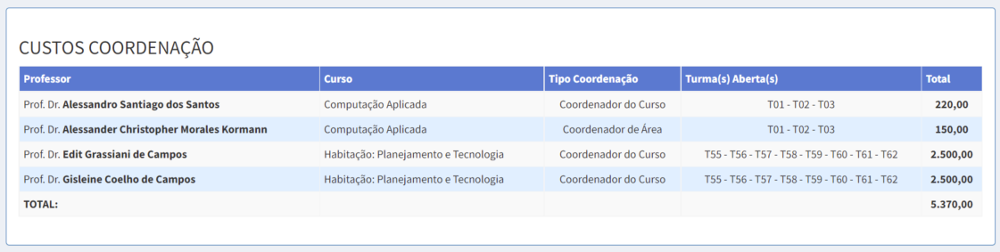 CUSTOS COORDENAÇÃO
Professor Curso Tipo Coordenação Turma(s) Aberta(s) Total
Prof. Dr. Alessandro Santiago dos Santos Computação Aplicada Coordenador do Curso T01 - T02 - T03 220,00
Prof. Dr. Alessander Christopher Morales Kormann Computação Aplicada Coordenador de Área T01 - T02 - T03 150,00
Prof. Dr. Edit Grassiani de Campos Habitação: Planejamento e Tecnologia Coordenador do Curso T55 - T56 - T57 - T58 - T59 - T60 - T61 - T62 2.500,00
Prof. Dr. Gisleine Coelho de Campos Habitação: Planejamento e Tecnologia Coordenador do Curso T55 - T56 - T57 - T58 - T59 - T60 - T61 - T62 2.500,00
TOTAL: 5.370,00